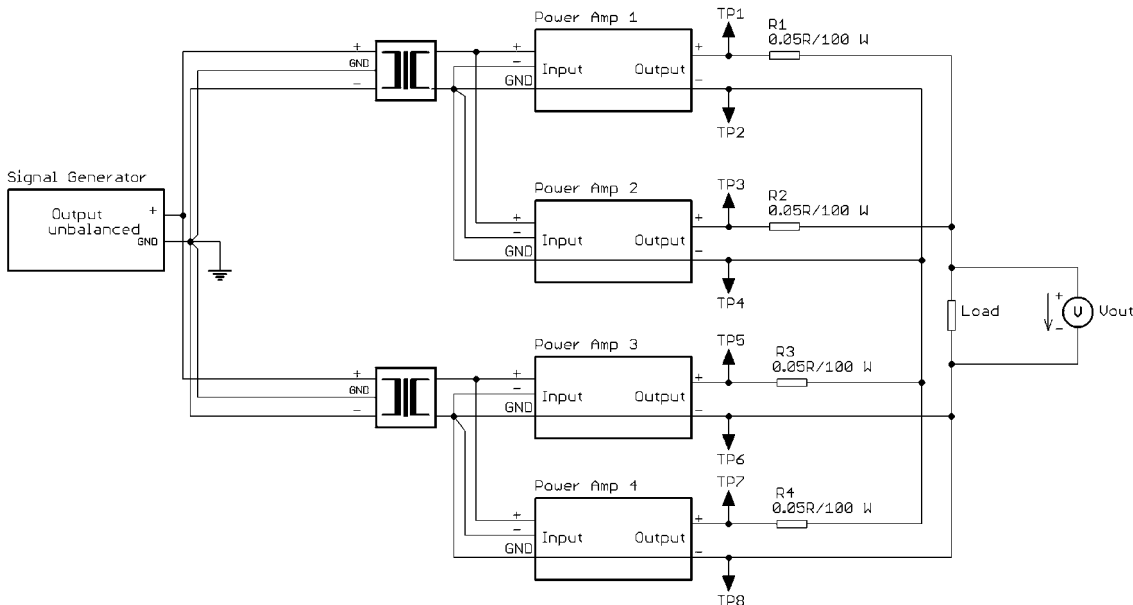 Power Amp 1
TP1
R1
0.05R/100 W
+
GND
-
+
-
GND
Input
Output
+
-
TP2
Signal Generator
Output
unbalanced
+
GND
Power Amp 2
TP3
R2
0.05R/100 W
+
-
GND
Input
Output
+
-
TP4
Load
+
-
V
Vout
Power Amp 3
TP5
R3
0.05R/100 W
+
GND
-
+
-
GND
Input
Output
+
-
TP6
Power Amp 4
TP7
R4
0.05R/100 W
+
-
GND
Input
Output
+
-
TP8